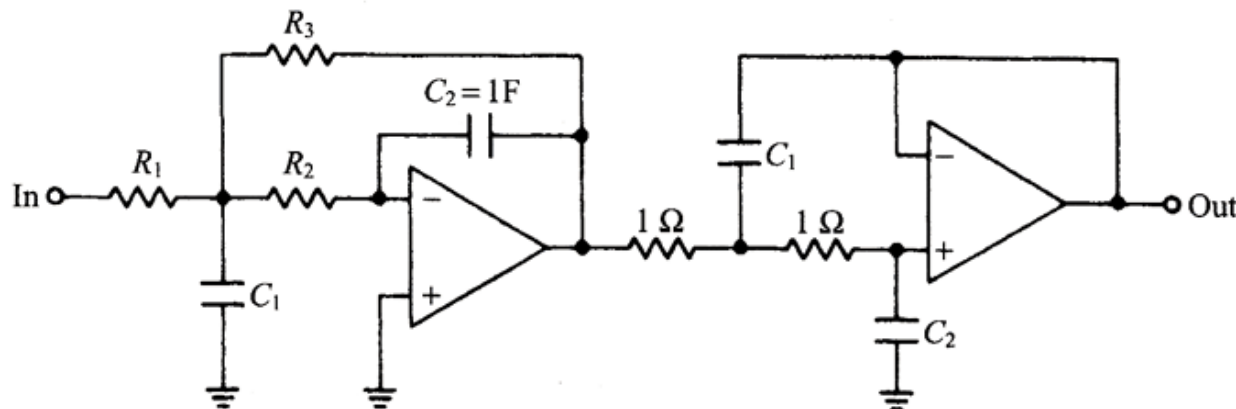 R₃
C₂ = 1F
R₁
R₂
C₁
In
−
−
1 Ω
1 Ω
Out
+
C₁
+
C₂